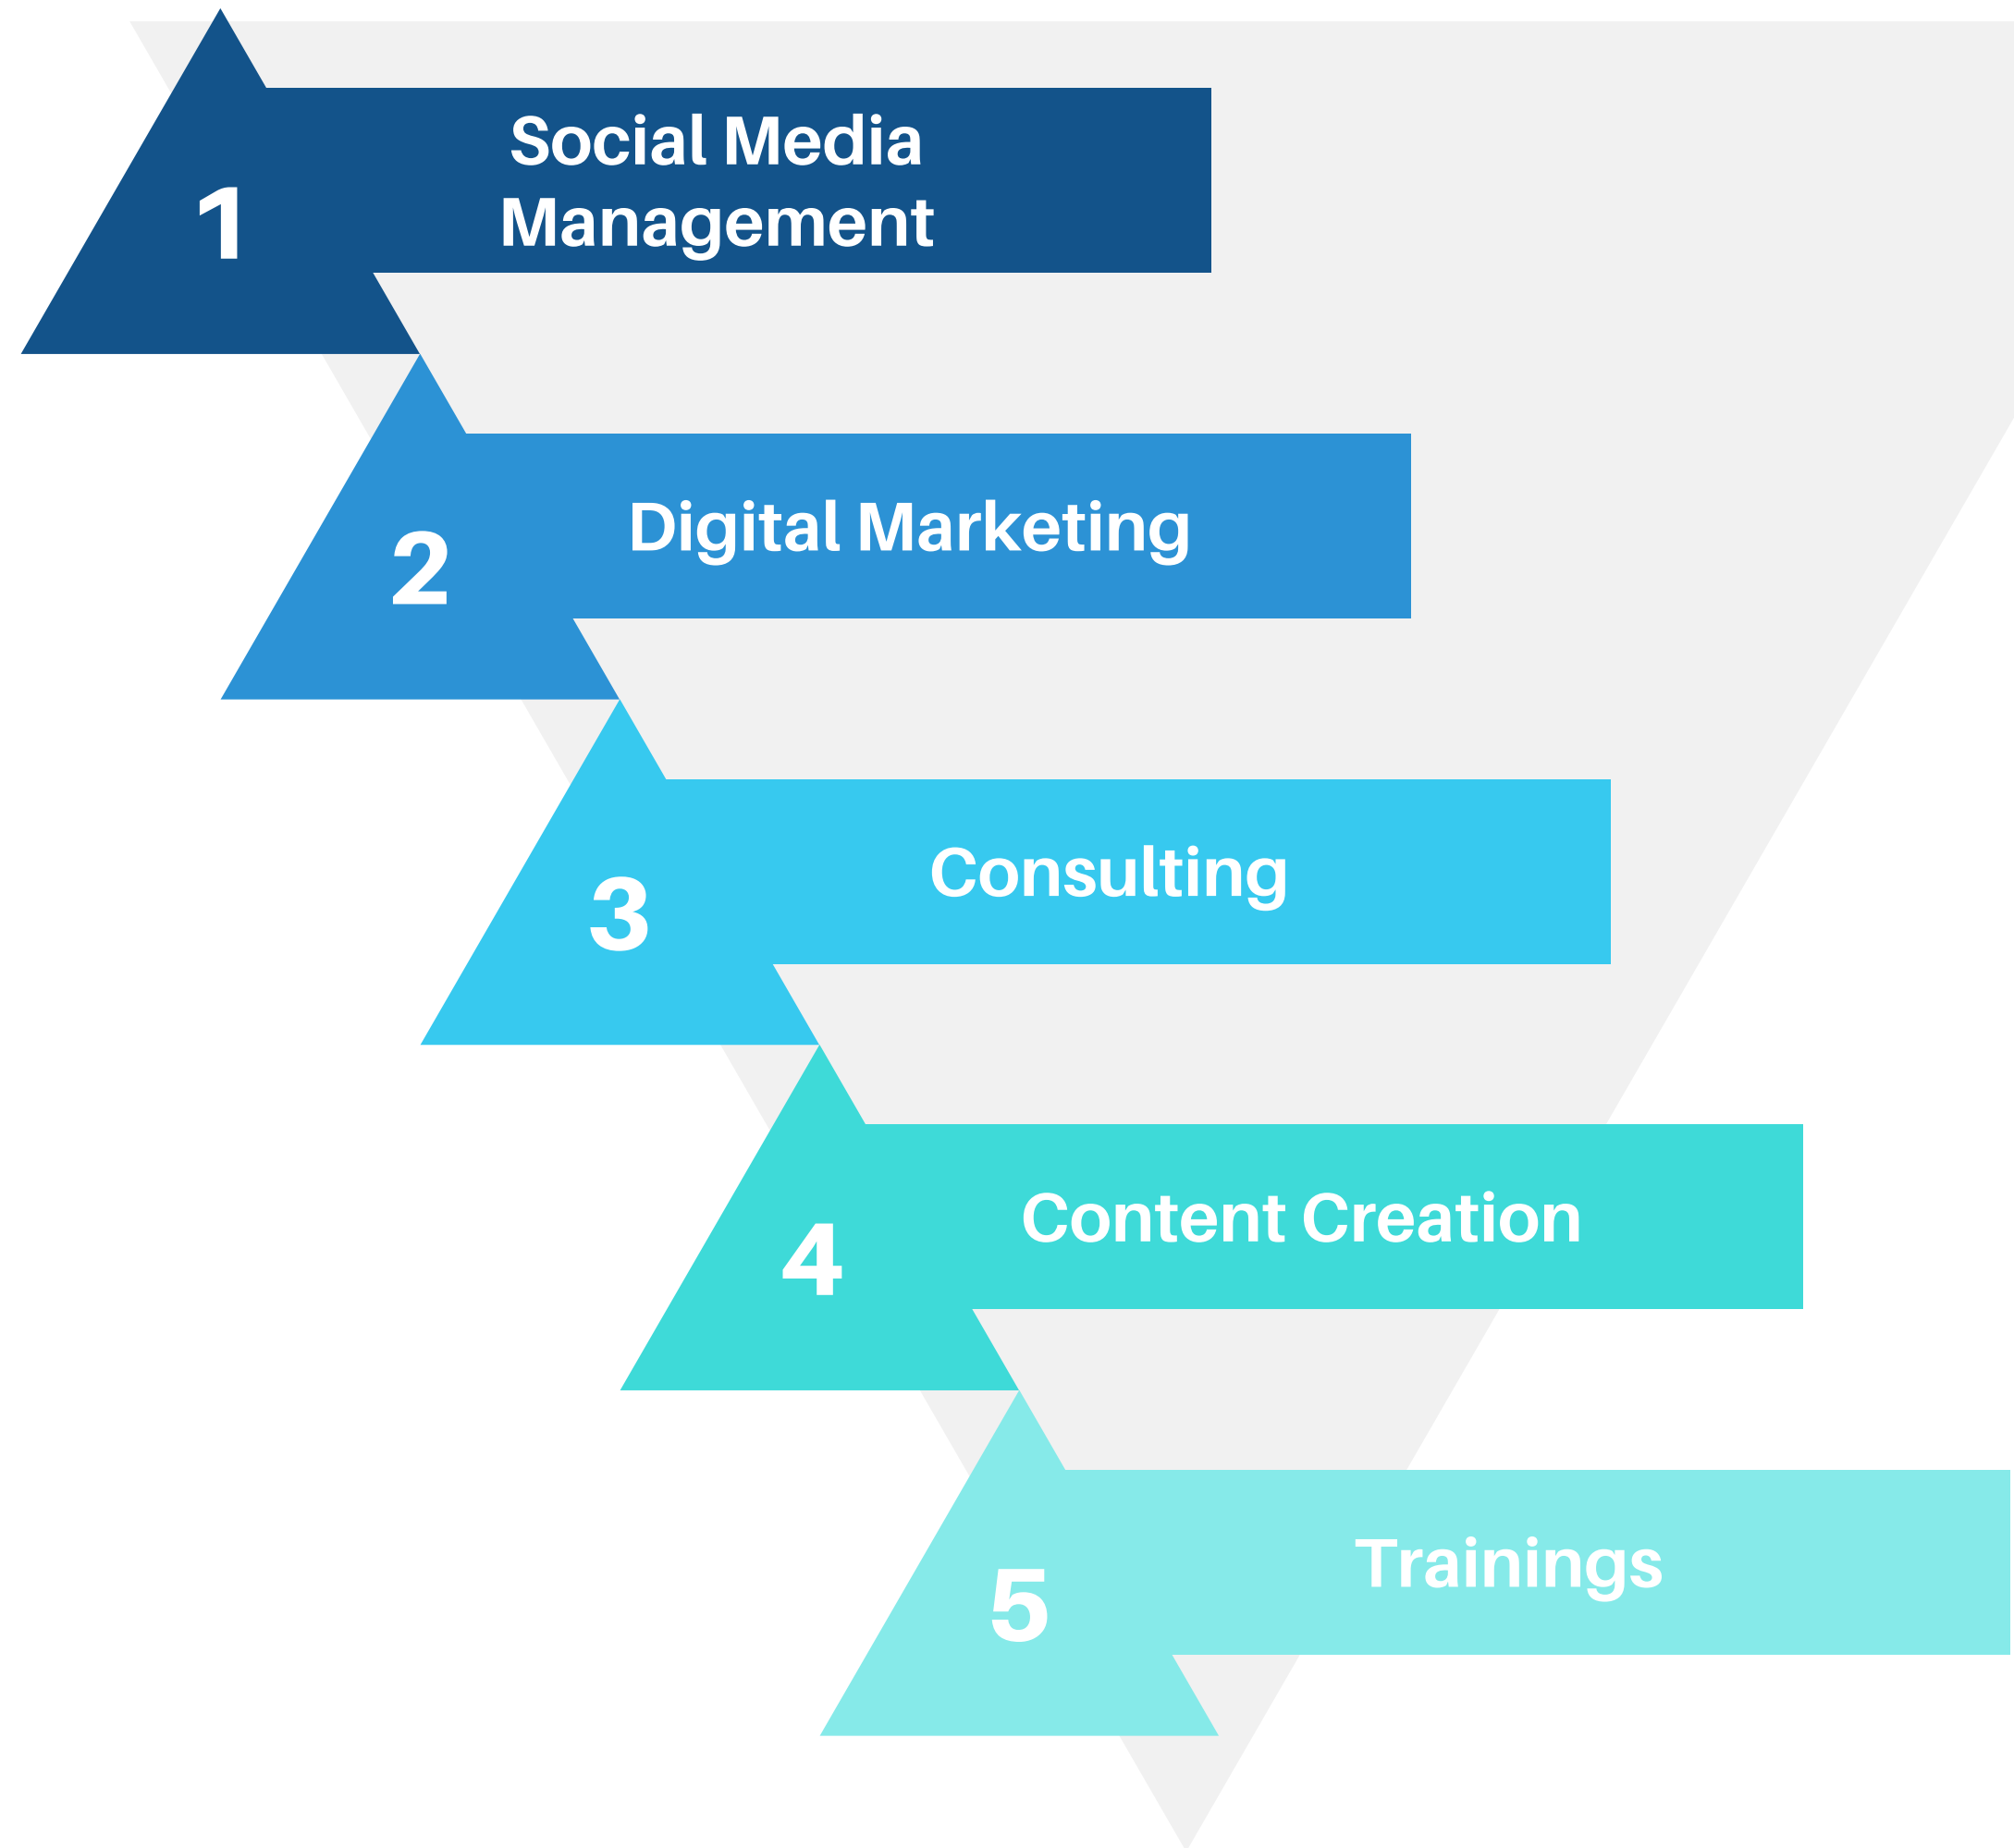 1
Social Media
Management
2
Digital Marketing
3
Consulting
4
Content Creation
5
Trainings